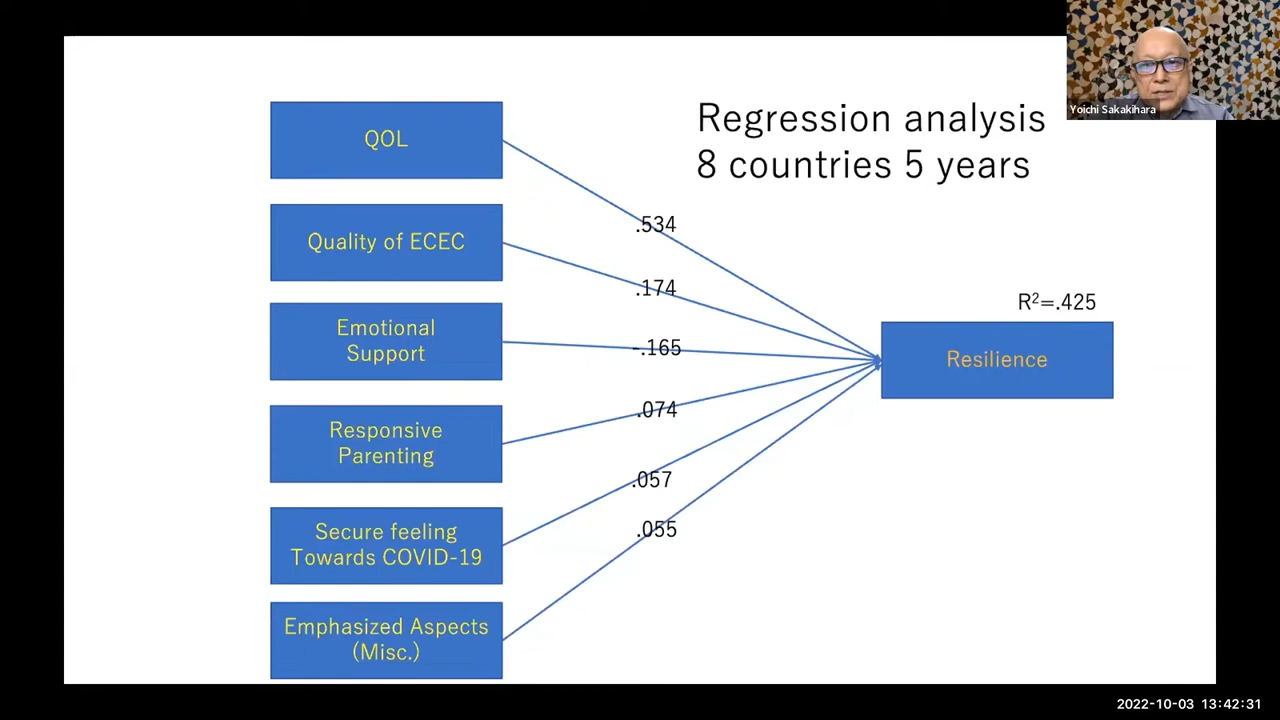 Yoichi Sakakihara
Regression analysis
8 countries 5 years
QOL
Quality of ECEC
Emotional
Support
Responsive
Parenting
Secure feeling
Towards COVID-19
Emphasized Aspects
(Misc.)
.534
.174
-.165
.074
.057
.055
R²=.425
Resilience
2022-10-03 13:42:31